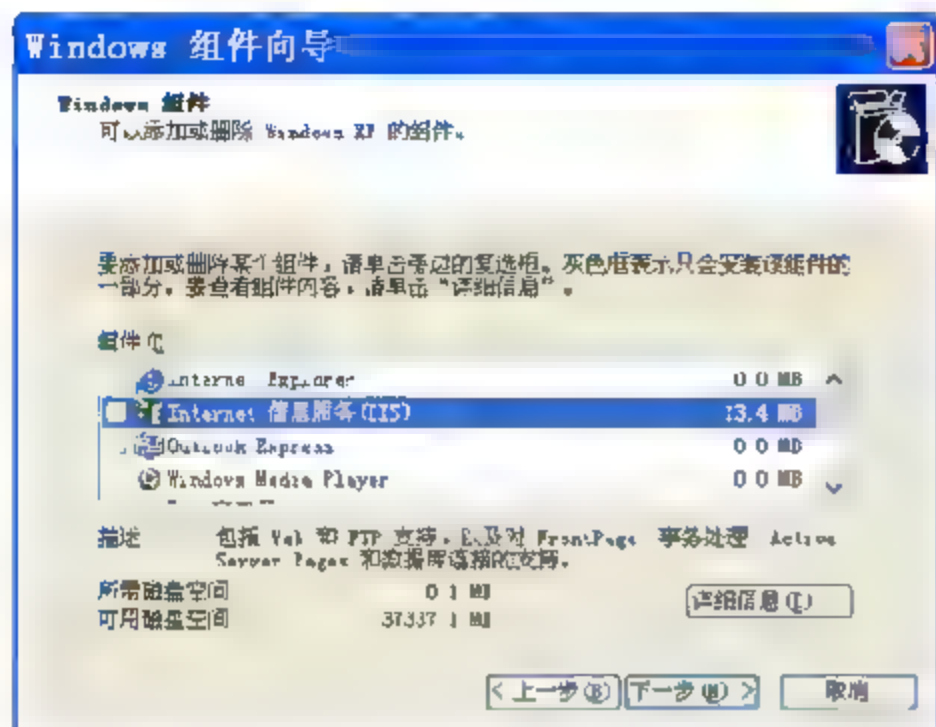 Windows 组件向导
Windows 组件
可以添加或删除 Windows XP 的组件。
要添加或删除某个组件，请单击旁边的复选框。灰色框表示只会安装该组件的
一部分。要查看组件内容，请单击“详细信息”。
组件(C)
Internet Explorer 0.0 MB
Internet 信息服务(IIS) 13.4 MB
Outlook Express 0.0 MB
Windows Media Player 0.0 MB
描述 包括 Web 和 FTP 支持，以及对 FrontPage 事务处理 Active
Server Pages 和数据库连接的支持。
所需磁盘空间 0.1 MB
可用磁盘空间 37337.1 MB
详细信息(D)
< 上一步(B) 下一步(N) > 取消